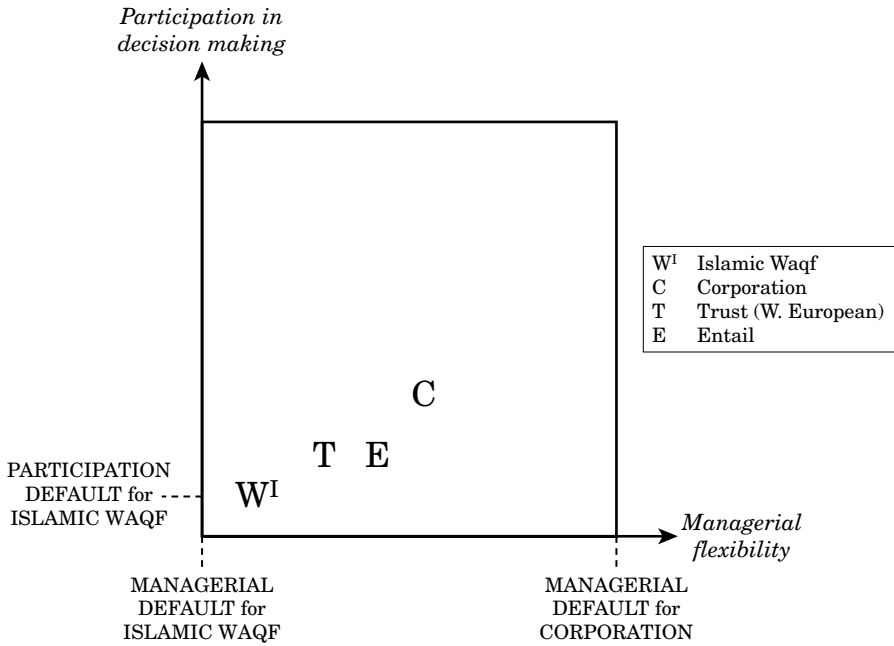 Participation in
decision making
Wᴵ Islamic Waqf
C Corporation
T Trust (W. European)
E Entail
C
T E
Wᴵ
PARTICIPATION
DEFAULT for
ISLAMIC WAQF
Managerial
flexibility
MANAGERIAL
DEFAULT for
ISLAMIC WAQF
MANAGERIAL
DEFAULT for
CORPORATION